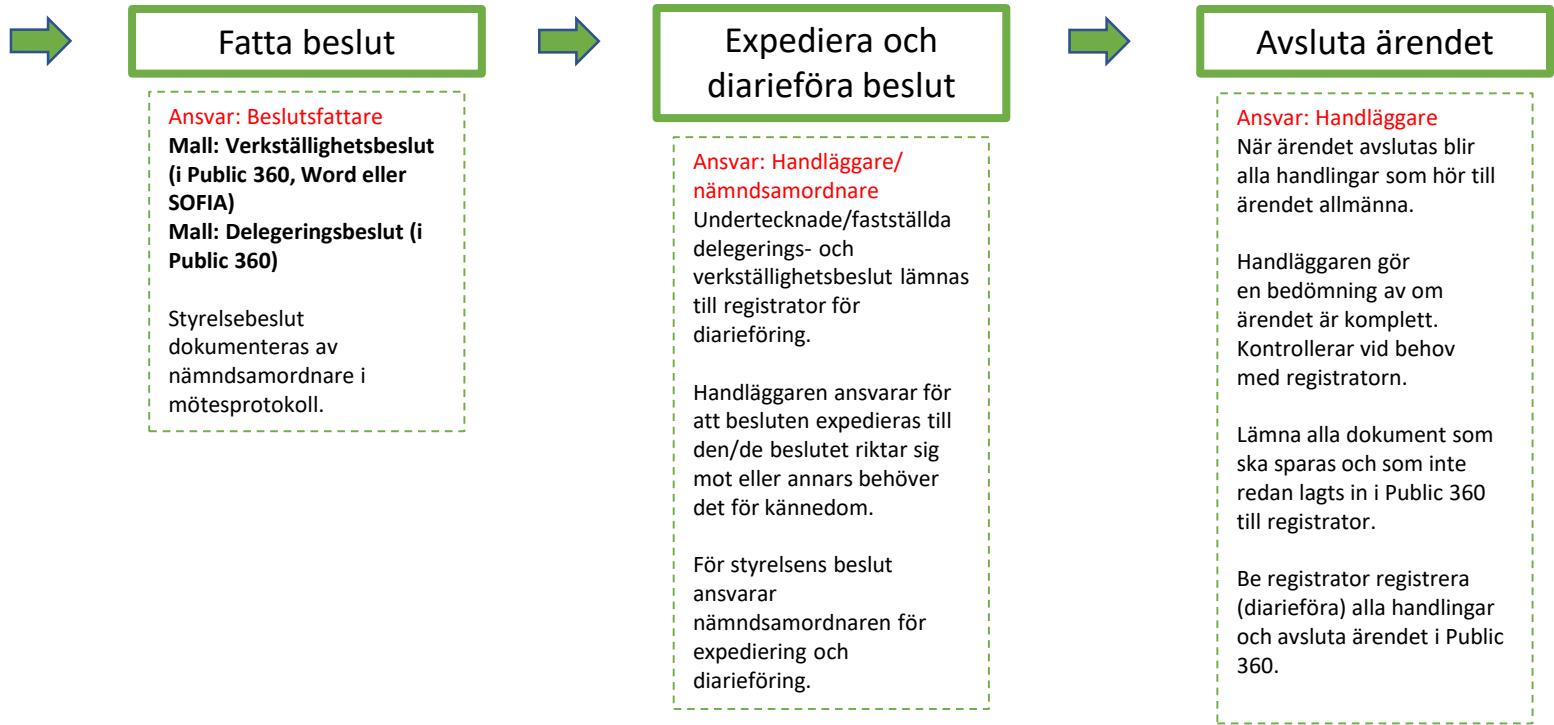 Fatta beslut
Ansvar: Beslutsfattare
Mall: Verkställighetsbeslut
(i Public 360, Word eller
SOFIA)
Mall: Delegeringsbeslut (i
Public 360)
Styrelsebeslut
dokumenteras av
nämndsamordnare i
mötesprotokoll.
Expediera och
diarieföra beslut
Ansvar: Handläggare/
nämndsamordnare
Undertecknade/fastställda
delegerings- och
verkställighetsbeslut lämnas
till registrator för
diarieföring.
Handläggaren ansvarar för
att besluten expedieras till
den/de beslutet riktar sig
mot eller annars behöver
det för kännedom.
För styrelsens beslut
ansvarar
nämndsamordnaren för
expediering och
diarieföring.
Avsluta ärendet
Ansvar: Handläggare
När ärendet avslutas blir
alla handlingar som hör till
ärendet allmänna.
Handläggaren gör
en bedömning av om
ärendet är komplett.
Kontrollerar vid behov
med registratorn.
Lämna alla dokument som
ska sparas och som inte
redan lagts in i Public 360
till registrator.
Be registrator registrera
(diarieföra) alla handlingar
och avsluta ärendet i Public
360.